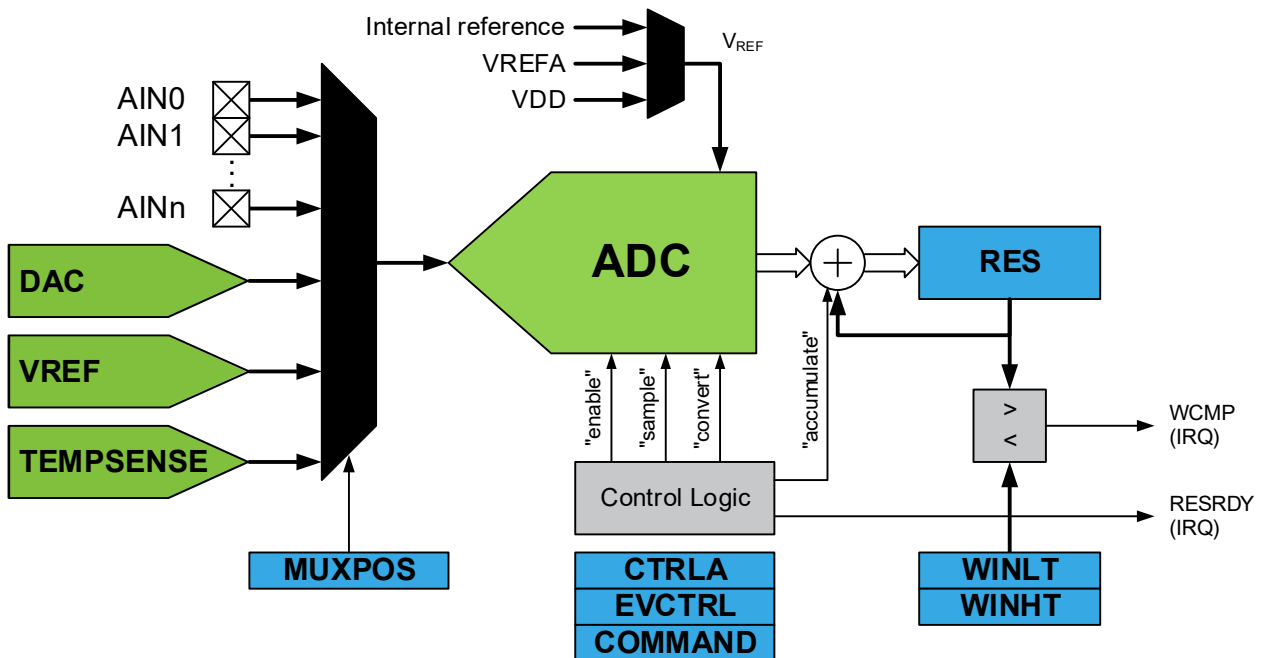 Internal reference
VREFA
VDD
VREF
AIN0
AIN1
AINn
DAC
VREF
TEMPSENSE
MUXPOS
ADC
"enable"
"sample"
"convert"
"accumulate"
Control Logic
CTRLA
EVCTRL
COMMAND
RES
>
<
WCMP
(IRQ)
RESRDY
(IRQ)
WINLT
WINHT